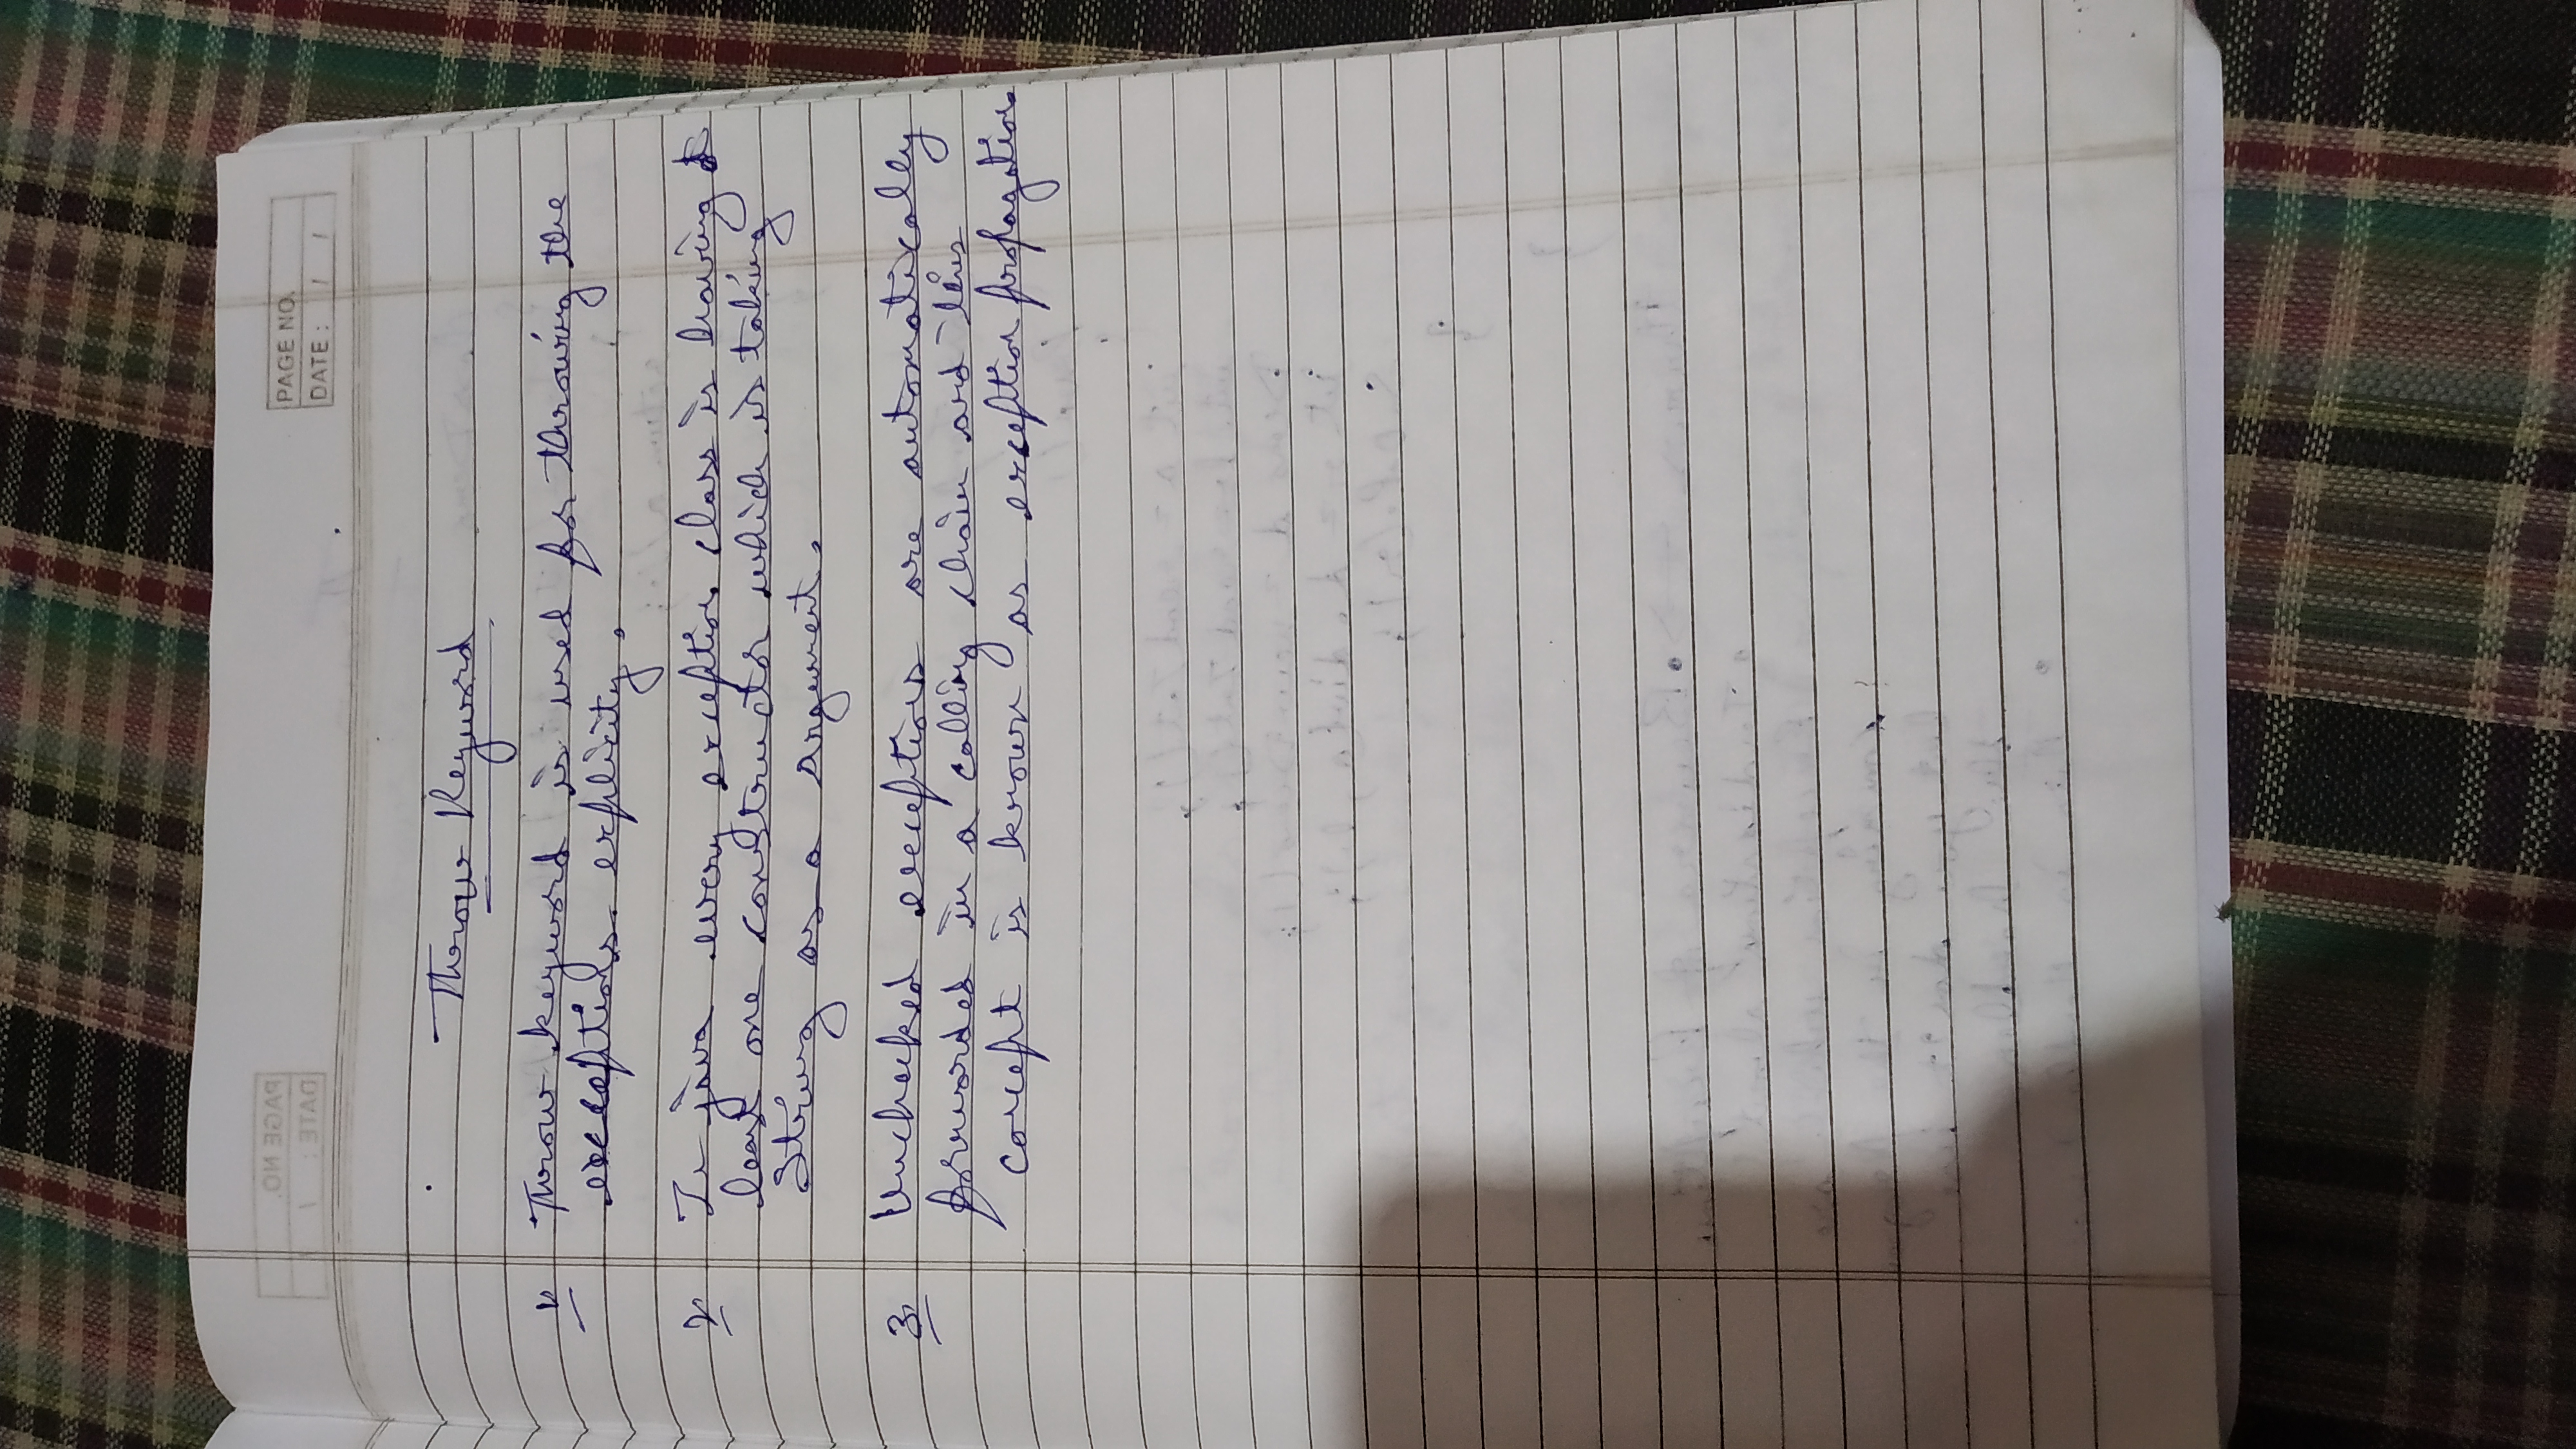 PAGE NO.
DATE : / /
Throw Keyword
1. Throw keyword is used for throwing the
exceptions explicity.
2. In java every exception class is having at
least one constructor which is taking
String as a argument.
3. Unchecked exceptions are automatically
forwarded in a calling chain and this
concept is known as exception propagation.